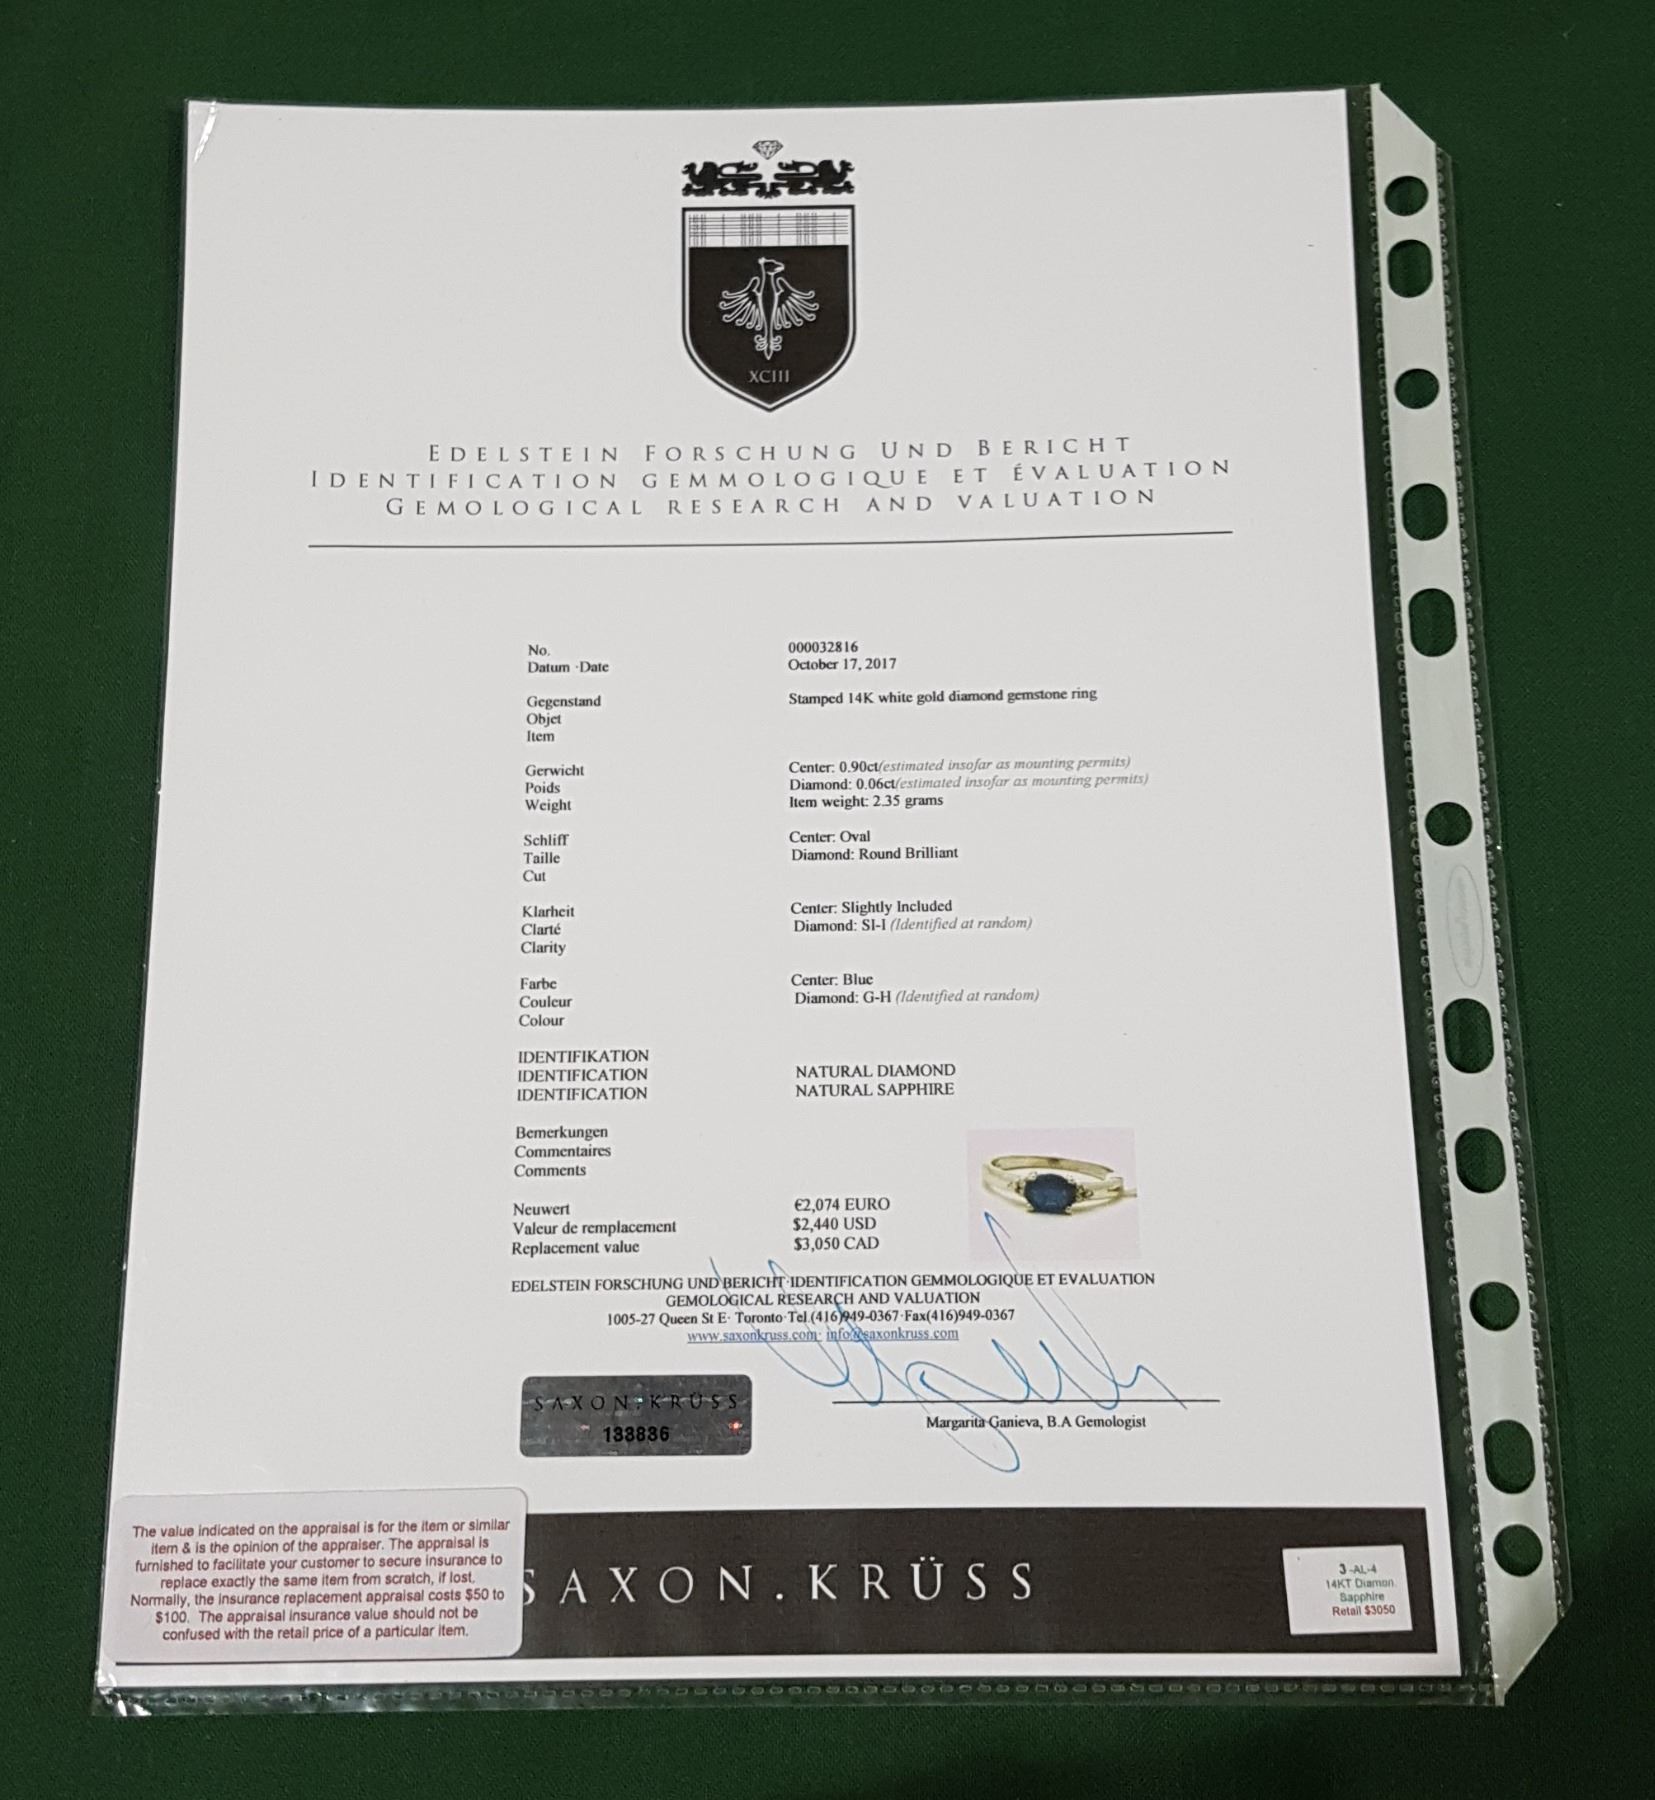 XCIII
EDELSTEIN FORSCHUNG UND BERICHT
IDENTIFICATION GEMMOLOGIQUE ET ÉVALUATION
GEMOLOGICAL RESEARCH AND VALUATION
No. 000032816
Datum ·Date October 17, 2017
Gegenstand Stamped 14K white gold diamond gemstone ring
Objet
Item
Gerwicht Center: 0.90ct(estimated insofar as mounting permits)
Poids Diamond: 0.06ct(estimated insofar as mounting permits)
Weight Item weight: 2.35 grams
Schliff Center: Oval
Taille Diamond: Round Brilliant
Cut
Klarheit Center: Slightly Included
Clarté Diamond: SI-I (Identified at random)
Clarity
Farbe Center: Blue
Couleur Diamond: G-H (Identified at random)
Colour
IDENTIFIKATION
IDENTIFICATION NATURAL DIAMOND
IDENTIFICATION NATURAL SAPPHIRE
Bemerkungen
Commentaires
Comments
Neuwert €2,074 EURO
Valeur de remplacement $2,440 USD
Replacement value $3,050 CAD
EDELSTEIN FORSCHUNG UND BERICHT·IDENTIFICATION GEMMOLOGIQUE ET EVALUATION
GEMOLOGICAL RESEARCH AND VALUATION
1005-27 Queen St E· Toronto·Tel.(416)949-0367·Fax(416)949-0367
www.saxonkruss.com· info@saxonkruss.com
SAXON.KRÜSS
133836
Margarita Ganieva, B.A Gemologist
The value indicated on the appraisal is for the item or similar
item & is the opinion of the appraiser. The appraisal is
furnished to facilitate your customer to secure insurance to
replace exactly the same item from scratch, if lost.
Normally, the insurance replacement appraisal costs $50 to
$100. The appraisal insurance value should not be
confused with the retail price of a particular item.
SAXON.KRÜSS
3-AL-4
14KT Diamon
Sapphire
Retail $3050